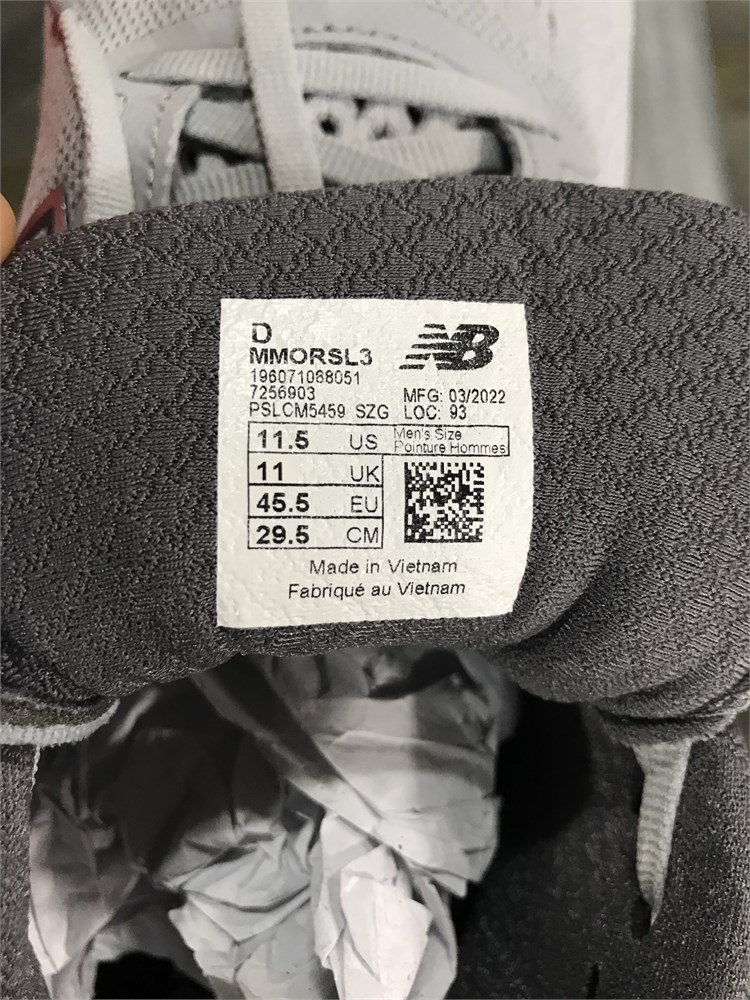 D
MMORSL3
NB
196071068051
7256903
MFG: 03/2022
PSLCM5459 SZG LOC: 93
11.5 US
Men's Size
Pointure Hommes
11 UK
45.5 EU
29.5 CM
Made in Vietnam
Fabriqué au Vietnam